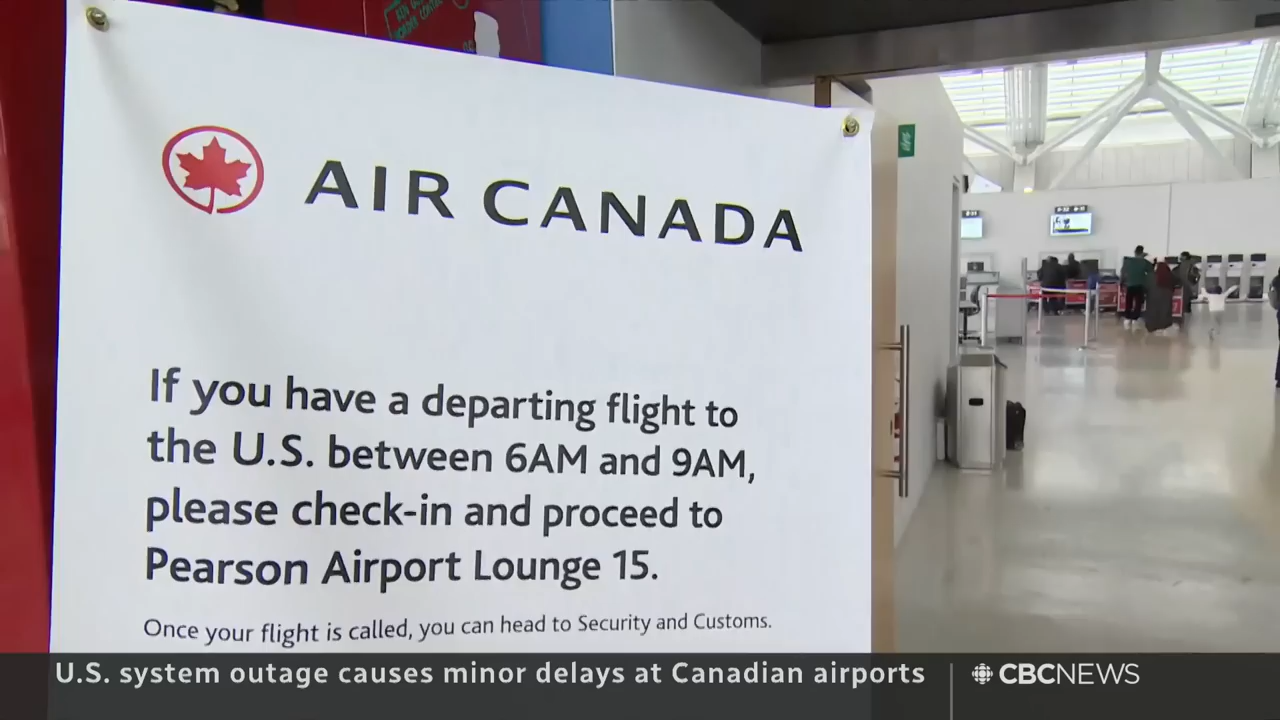 AIR CANADA
If you have a departing flight to
the U.S. between 6AM and 9AM,
please check-in and proceed to
Pearson Airport Lounge 15.
Once your flight is called, you can head to Security and Customs.
U.S. system outage causes minor delays at Canadian airports
CBCNEWS